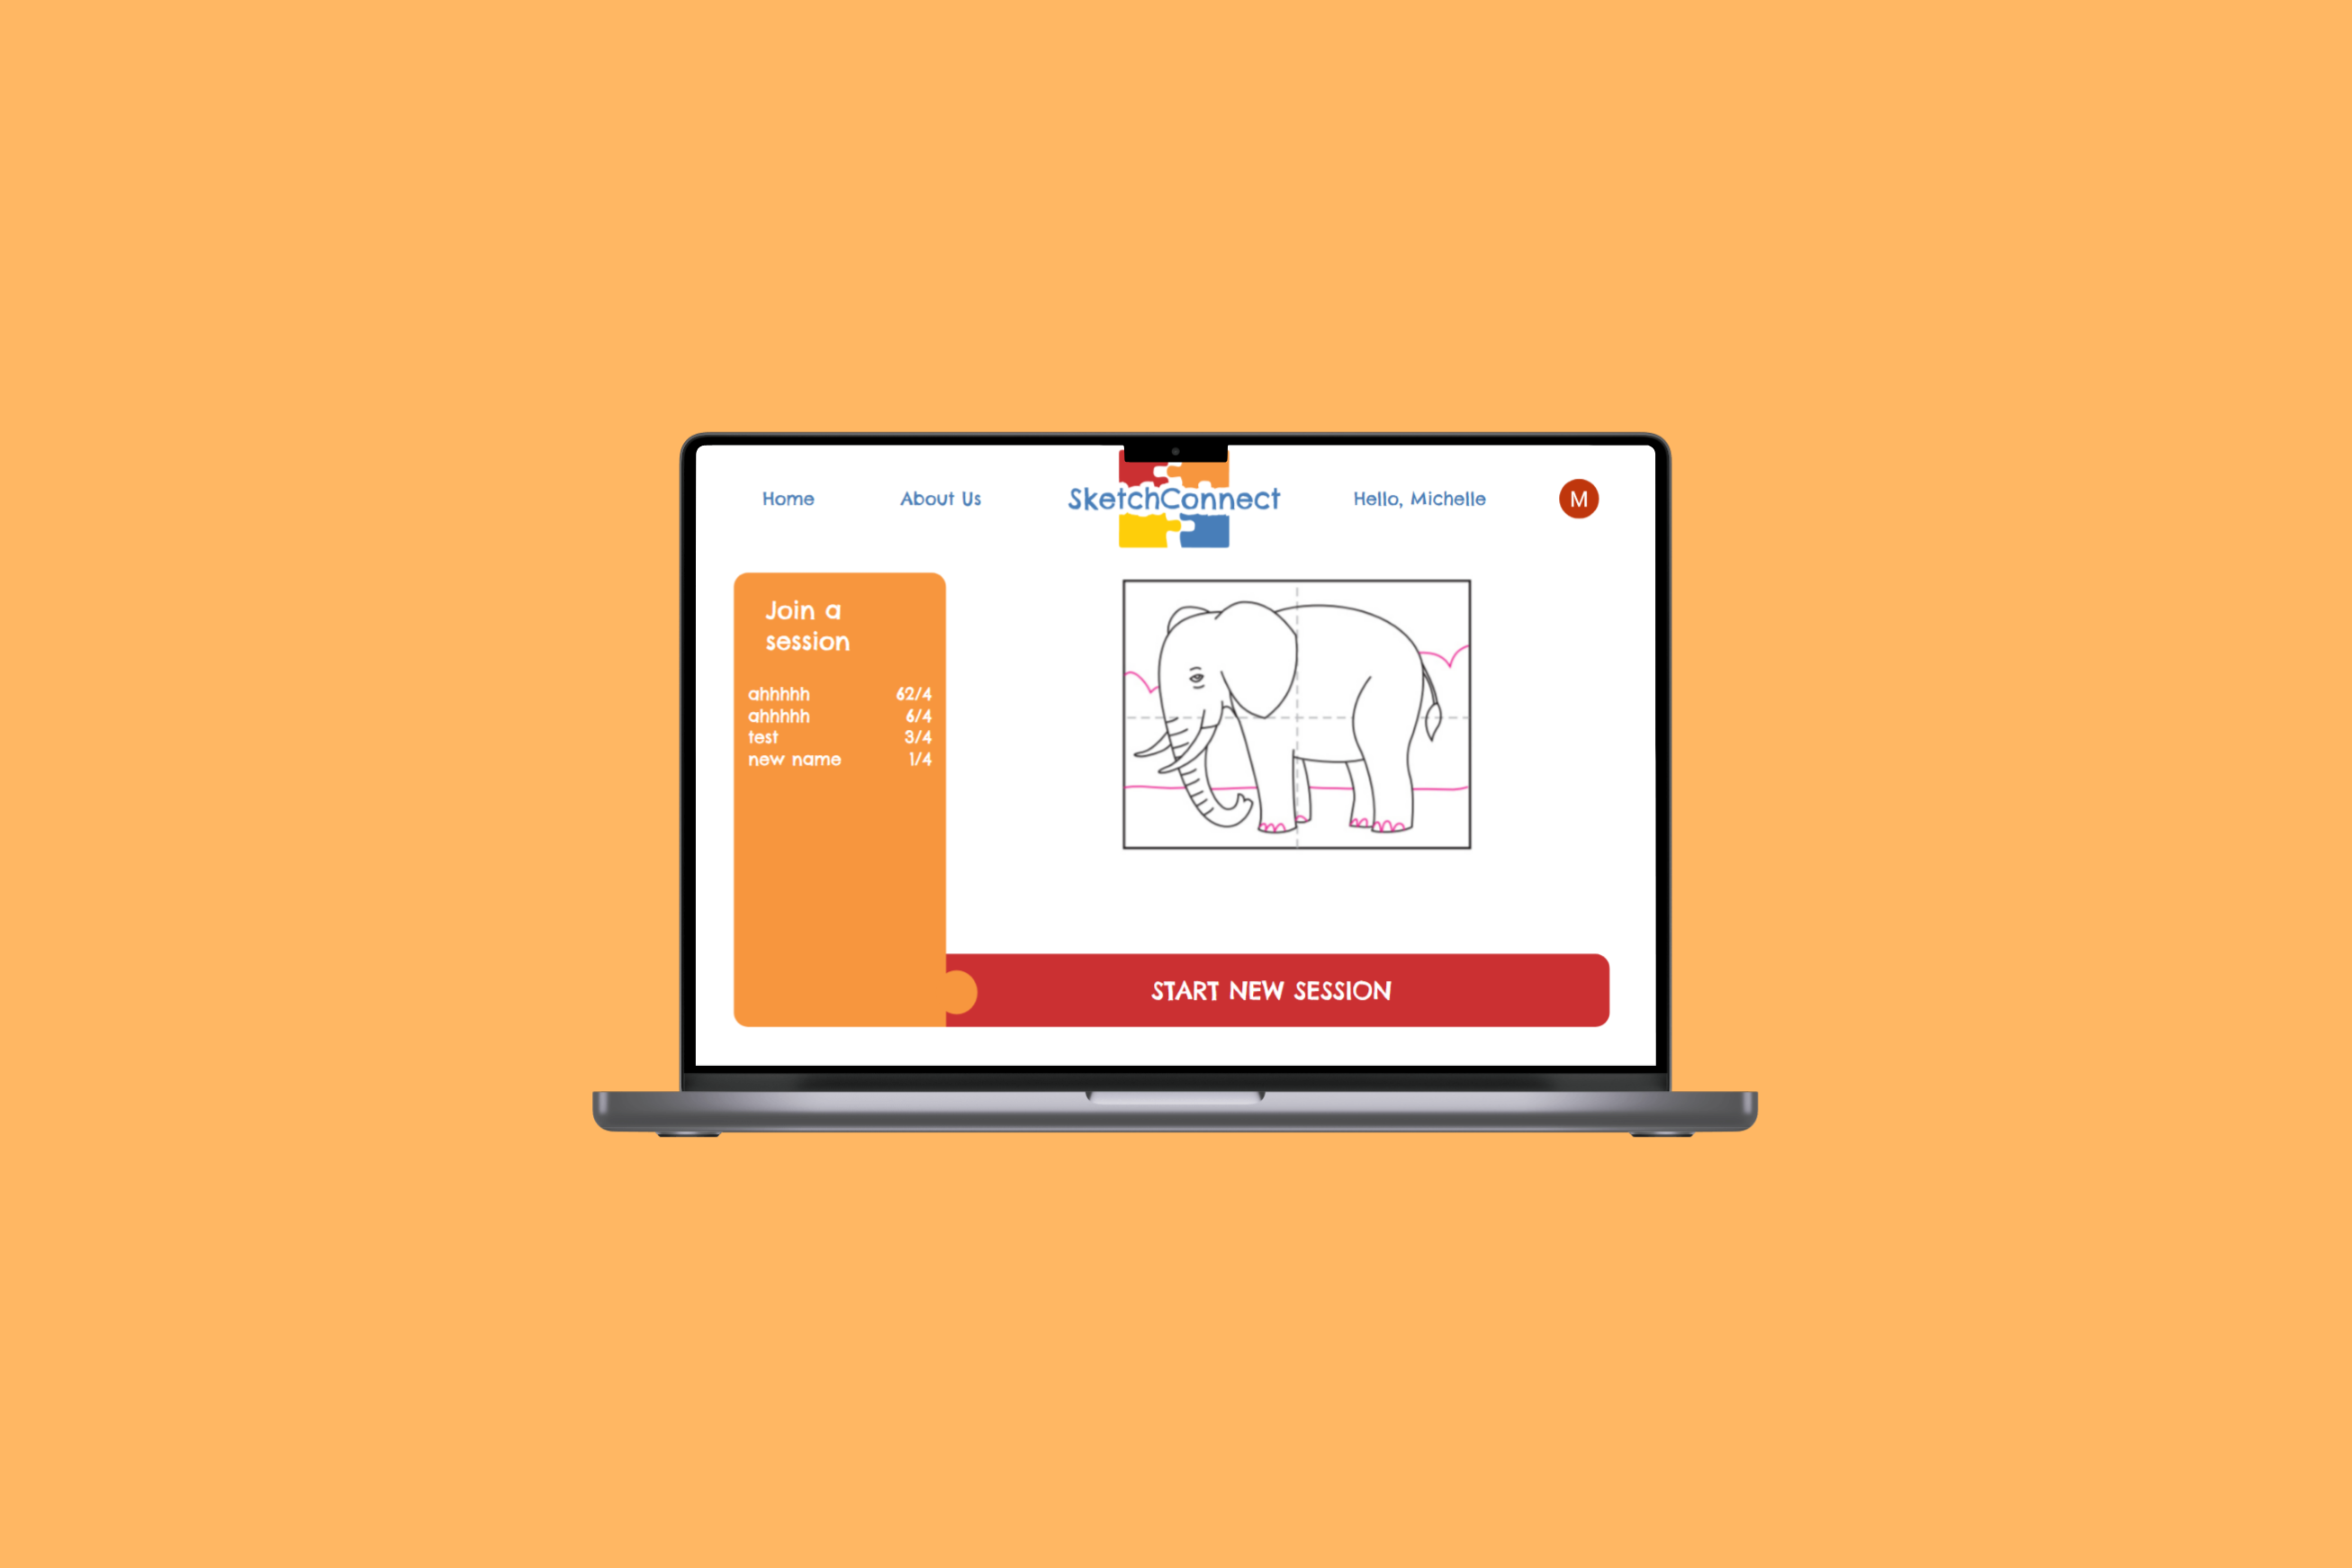 Home About Us SketchConnect Hello, Michelle M
Join a
session
ahhhhh 62/4
ahhhhh 6/4
test 3/4
new name 1/4
START NEW SESSION